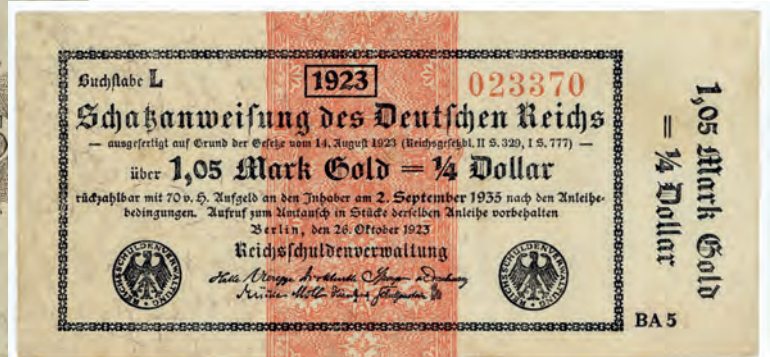 Buchstabe L 1923 023370
Schatzanweisung des Deutschen Reichs
— ausgefertigt auf Grund der Gesetze vom 14. August 1923 (Reichsgesetzbl. II S. 329, I S. 777) —
über 1,05 Mark Gold = ¼ Dollar
rückzahlbar mit 70 v. H. Aufgeld an den Inhaber am 2. September 1935 nach den Anleihe-
bedingungen. Aufruf zum Umtausch in Stücke derselben Anleihe vorbehalten
Berlin, den 26. Oktober 1923
Reichsschuldenverwaltung
REICHSSCHULDENVERWALTUNG
REICHSSCHULDENVERWALTUNG
1,05 Mark Gold
= ¼ Dollar
BA 5